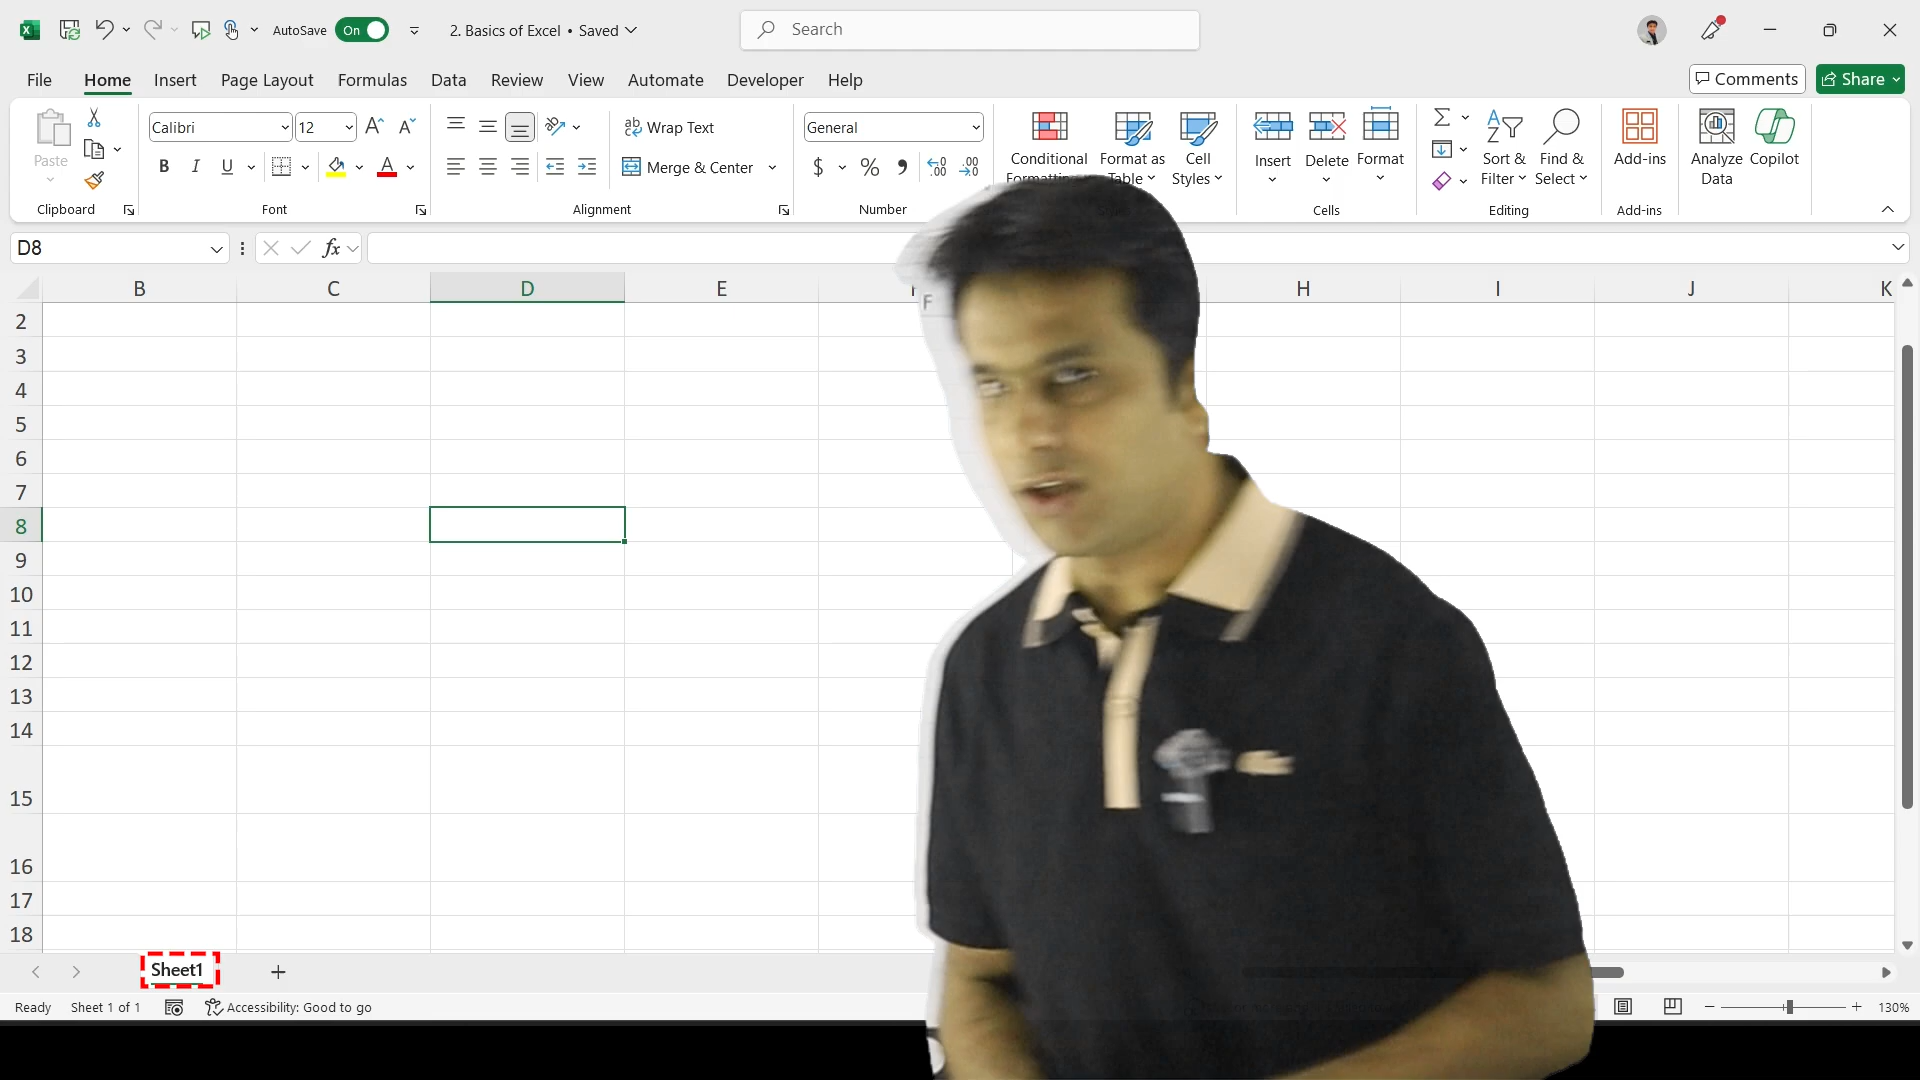 AutoSave On 2. Basics of Excel • Saved Search
File Home Insert Page Layout Formulas Data Review View Automate Developer Help Comments Share
Paste
Clipboard
Calibri 12
B I U A
Font
Wrap Text
Merge & Center
Alignment
General
$ %
Number
Conditional
Format as
Table
Cell
Styles
Insert Delete Format
Cells
Sort &
Filter
Find &
Select
Editing
Add-ins
Add-ins
Analyze
Data
Copilot
D8 fx
B C D E F H I J K
2
3
4
5
6
7
8
9
10
11
12
13
14
15
16
17
18
Sheet1 +
Ready Sheet 1 of 1 Accessibility: Good to go 130%